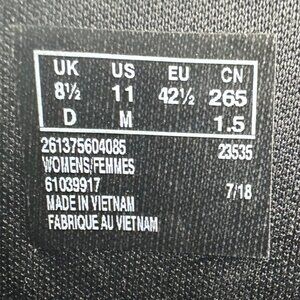 UK US EU CN
8½ 11 42½ 265
D M 1.5
261375604085 23535
WOMENS/FEMMES
61039917 7/18
MADE IN VIETNAM
FABRIQUE AU VIETNAM